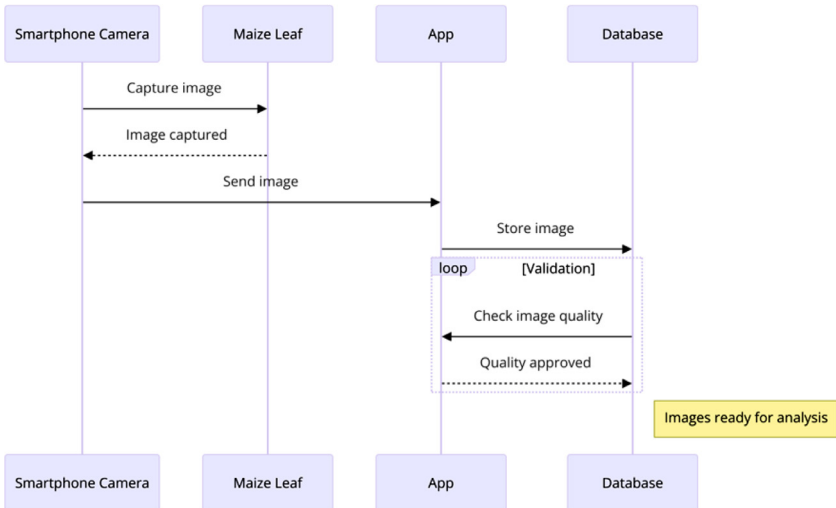 Smartphone Camera
Maize Leaf
App
Database
Capture image
Image captured
Send image
Store image
loop
[Validation]
Check image quality
Quality approved
Images ready for analysis
Smartphone Camera
Maize Leaf
App
Database